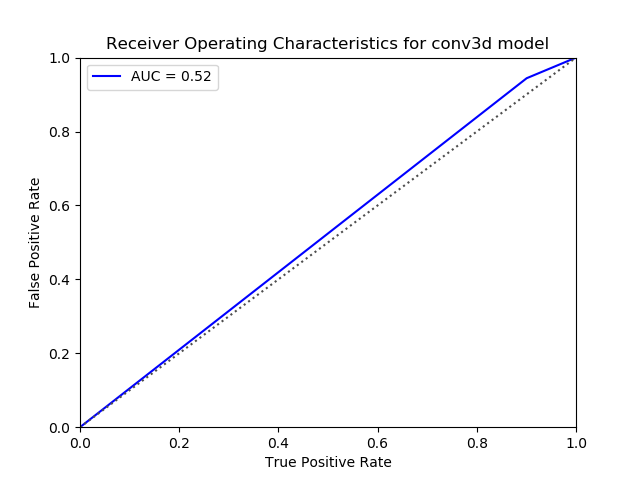 Receiver Operating Characteristics for conv3d model
AUC = 0.52
1.0
0.8
0.6
0.4
0.2
0.0
False Positive Rate
0.0 0.2 0.4 0.6 0.8 1.0
True Positive Rate